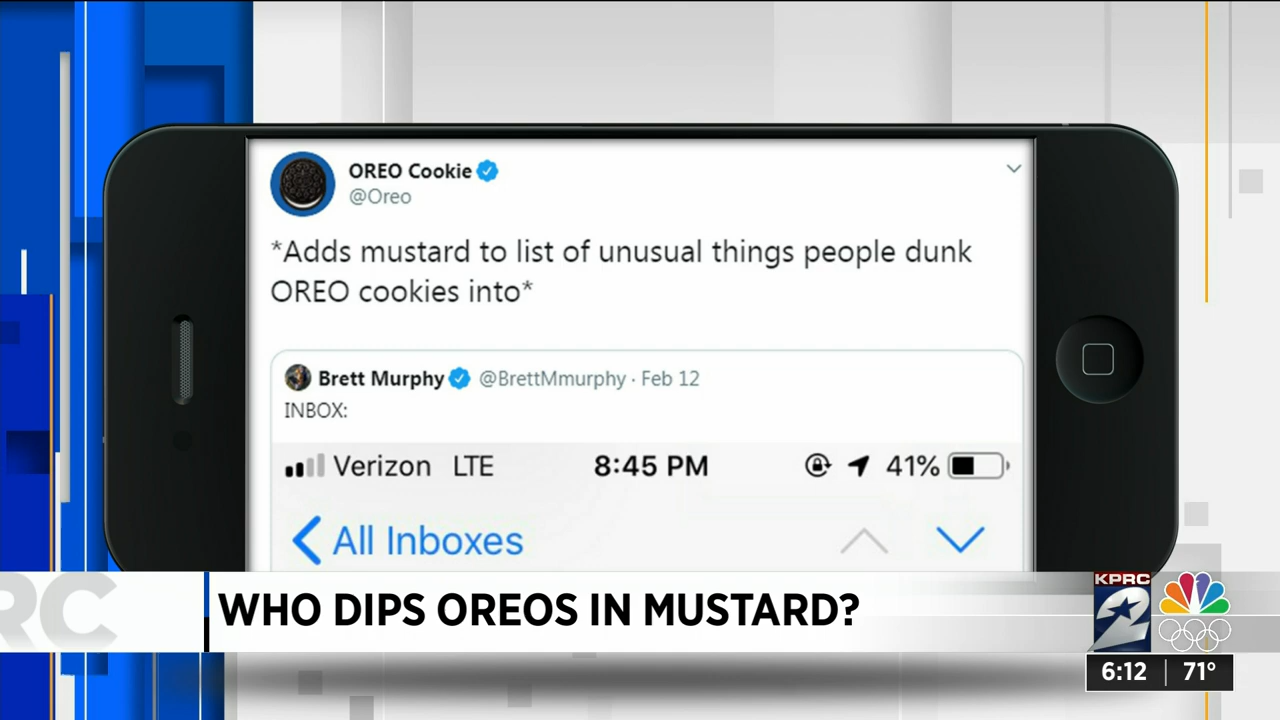 OREO Cookie
@Oreo
*Adds mustard to list of unusual things people dunk
OREO cookies into*
Brett Murphy @BrettMmurphy · Feb 12
INBOX:
Verizon LTE 8:45 PM 41%
All Inboxes
RC
WHO DIPS OREOS IN MUSTARD?
KPRC
2
6:12 71°